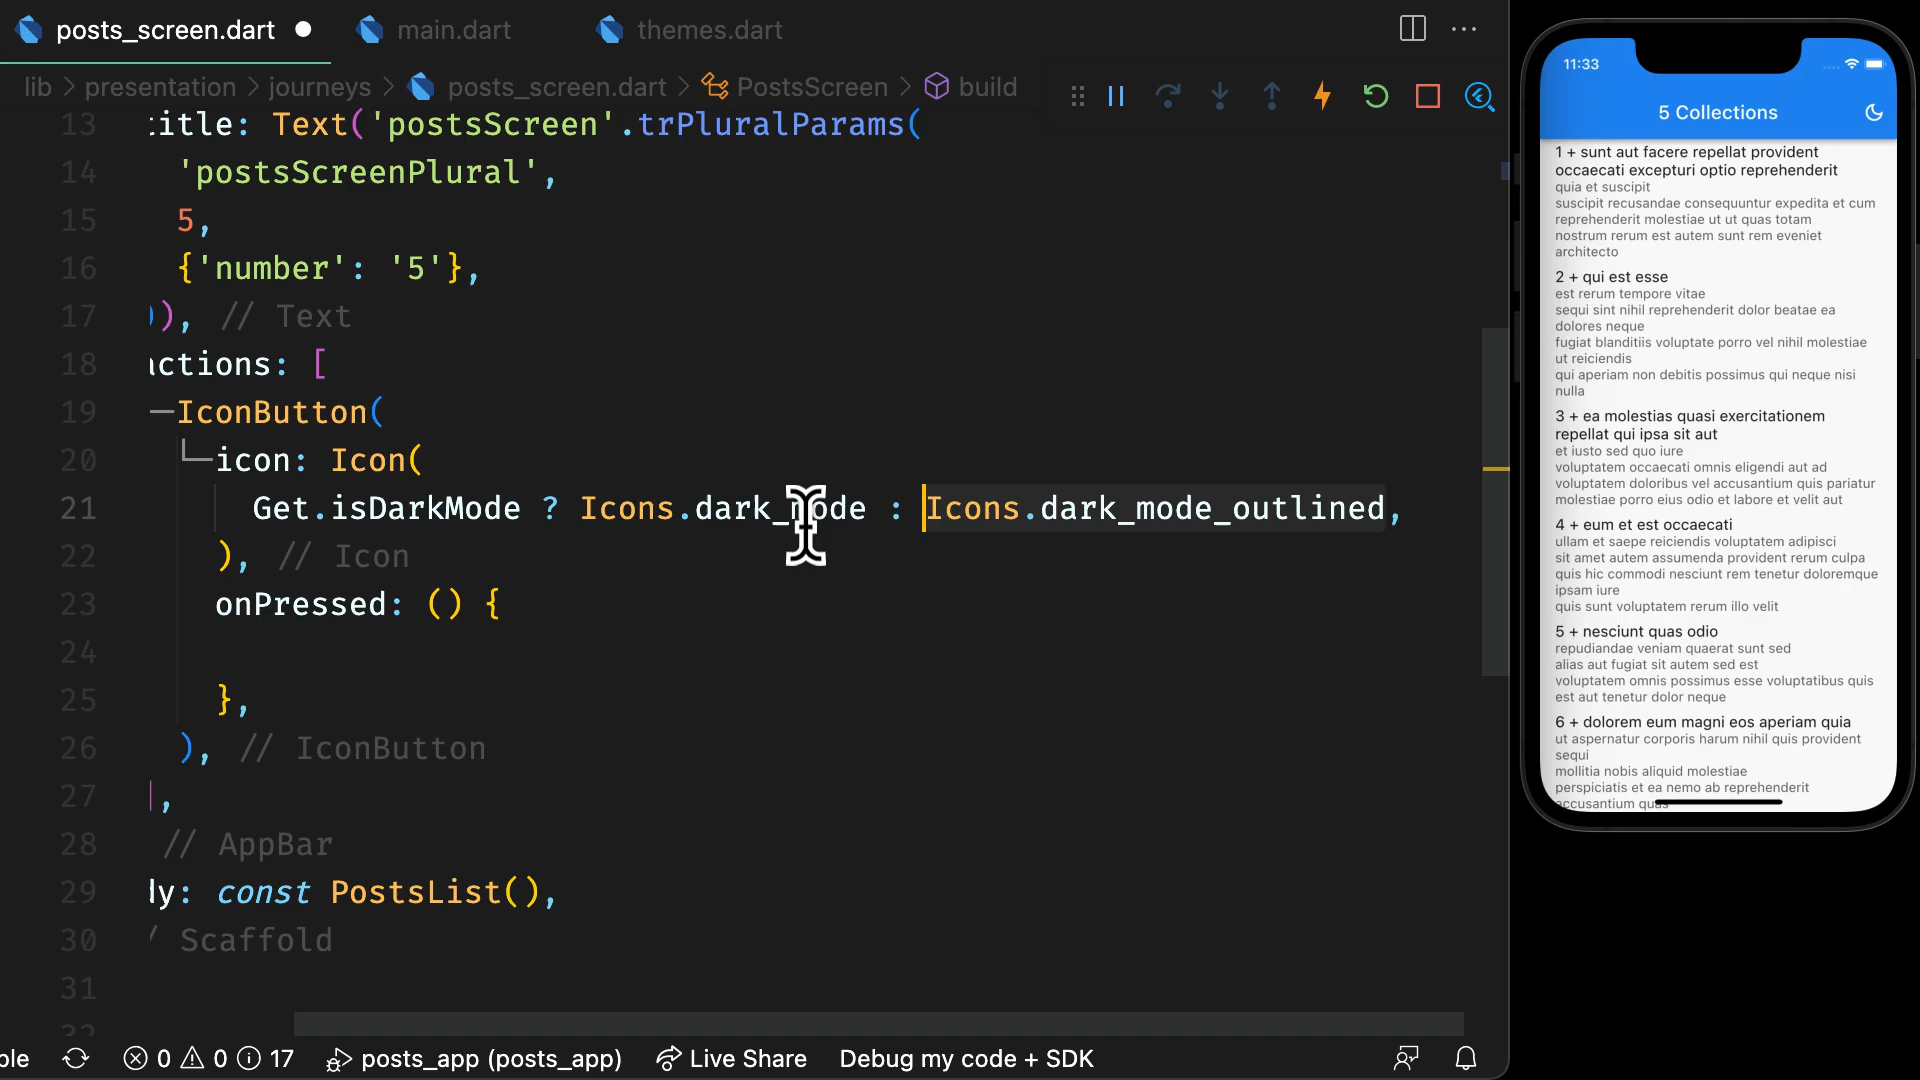 posts_screen.dart
main.dart
themes.dart
lib > presentation > journeys > posts_screen.dart > PostsScreen > build
13 title: Text('postsScreen'.trPluralParams(
14 'postsScreenPlural',
15 5,
16 {'number': '5'},
17 )), // Text
18 actions: [
19 IconButton(
20 icon: Icon(
21 Get.isDarkMode ? Icons.dark_mode : Icons.dark_mode_outlined,
22 ), // Icon
23 onPressed: () {
24
25 },
26 ), // IconButton
27 ],
28 // AppBar
29 dy: const PostsList(),
30 / Scaffold
31
32
ole 0 0 17 posts_app (posts_app) Live Share Debug my code + SDK
11:33
5 Collections
1 + sunt aut facere repellat provident
occaecati excepturi optio reprehenderit
quia et suscipit
suscipit recusandae consequuntur expedita et cum
reprehenderit molestiae ut ut quas totam
nostrum rerum est autem sunt rem eveniet
architecto
2 + qui est esse
est rerum tempore vitae
sequi sint nihil reprehenderit dolor beatae ea
dolores neque
fugiat blanditiis voluptate porro vel nihil molestiae
ut reiciendis
qui aperiam non debitis possimus qui neque nisi
nulla
3 + ea molestias quasi exercitationem
repellat qui ipsa sit aut
et iusto sed quo iure
voluptatem occaecati omnis eligendi aut ad
voluptatem doloribus vel accusantium quis pariatur
molestiae porro eius odio et labore et velit aut
4 + eum et est occaecati
ullam et saepe reiciendis voluptatem adipisci
sit amet autem assumenda provident rerum culpa
quis hic commodi nesciunt rem tenetur doloremque
ipsam iure
quis sunt voluptatem rerum illo velit
5 + nesciunt quas odio
repudiandae veniam quaerat sunt sed
alias aut fugiat sit autem sed est
voluptatem omnis possimus esse voluptatibus quis
est aut tenetur dolor neque
6 + dolorem eum magni eos aperiam quia
ut aspernatur corporis harum nihil quis provident
sequi
mollitia nobis aliquid molestiae
perspiciatis et ea nemo ab reprehenderit
accusantium quas